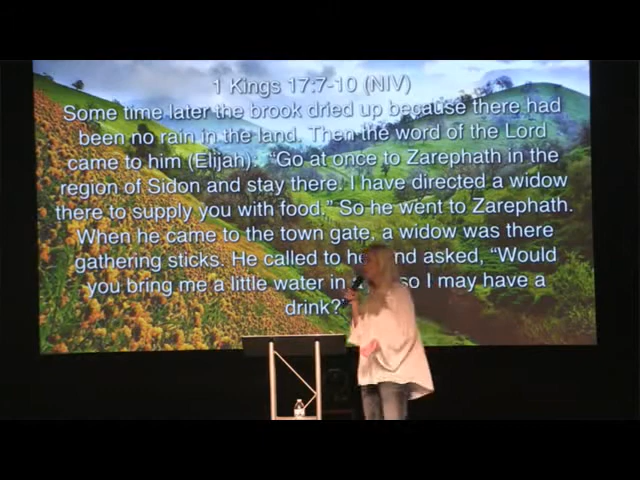 1 Kings 17:7-10 (NIV)
Some time later the brook dried up because there had
been no rain in the land. Then the word of the Lord
came to him (Elijah): "Go at once to Zarephath in the
region of Sidon and stay there. I have directed a widow
there to supply you with food." So he went to Zarephath.
When he came to the town gate, a widow was there
gathering sticks. He called to and asked, "Would
you bring me a little water in so I may have a
drink?"